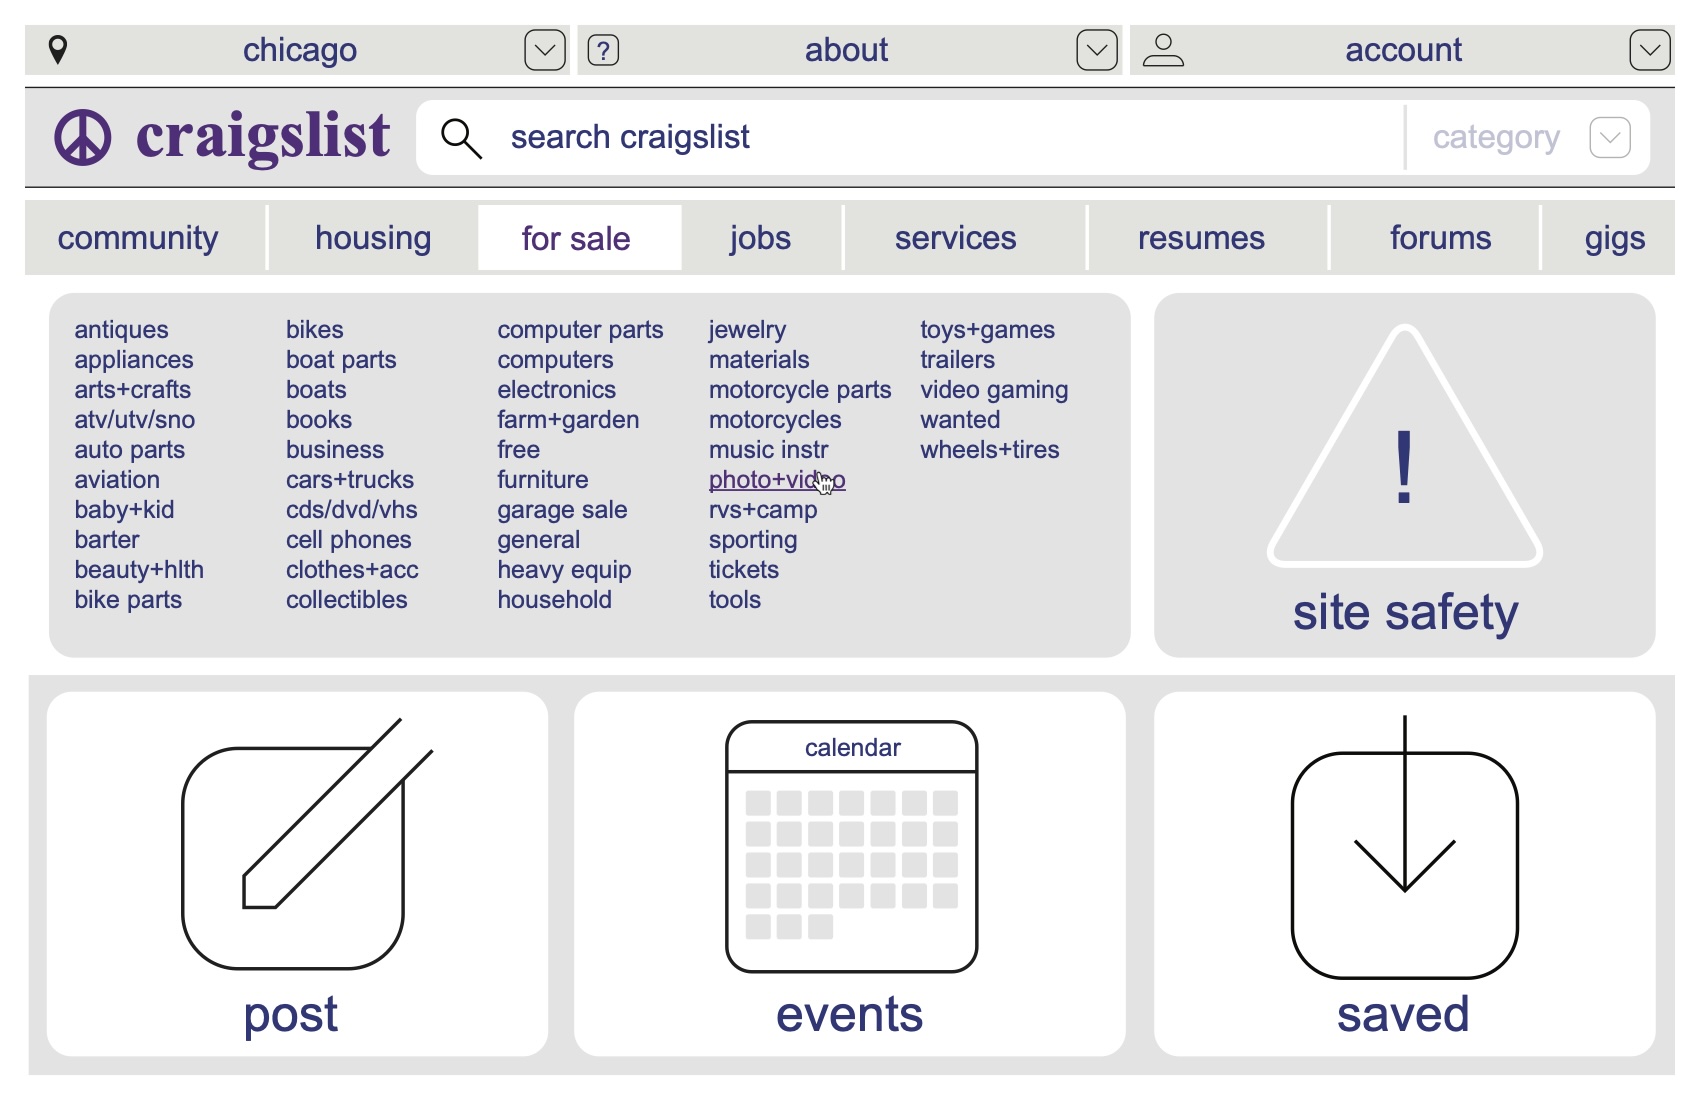 chicago
? about
account
craigslist
search craigslist
category
community housing for sale jobs services resumes forums gigs
antiques
appliances
arts+crafts
atv/utv/sno
auto parts
aviation
baby+kid
barter
beauty+hlth
bike parts
bikes
boat parts
boats
books
business
cars+trucks
cds/dvd/vhs
cell phones
clothes+acc
collectibles
computer parts
computers
electronics
farm+garden
free
furniture
garage sale
general
heavy equip
household
jewelry
materials
motorcycle parts
motorcycles
music instr
photo+video
rvs+camp
sporting
tickets
tools
toys+games
trailers
video gaming
wanted
wheels+tires
!
site safety
post
calendar
events
saved